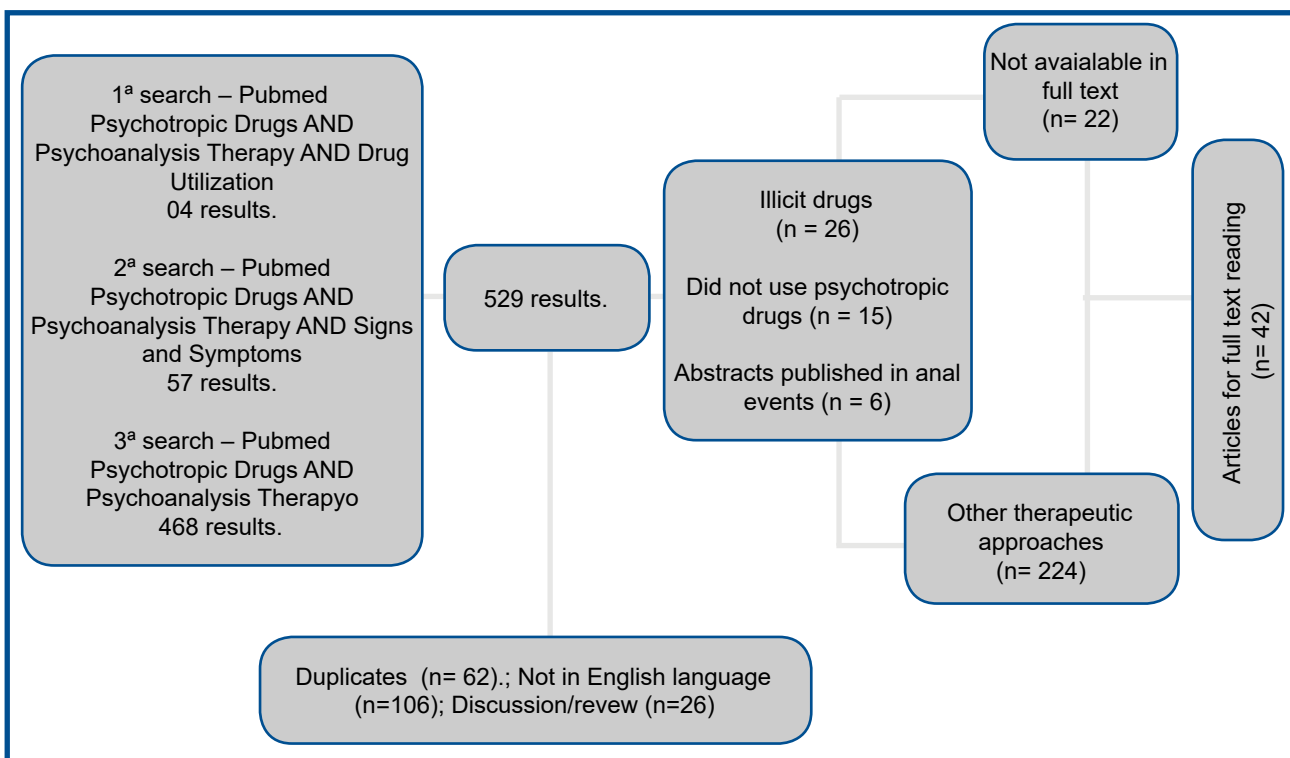 1ª search – Pubmed
Psychotropic Drugs AND
Psychoanalysis Therapy AND Drug
Utilization
04 results.
2ª search – Pubmed
Psychotropic Drugs AND
Psychoanalysis Therapy AND Signs
and Symptoms
57 results.
3ª search – Pubmed
Psychotropic Drugs AND
Psychoanalysis Therapyo
468 results.
529 results.
Duplicates (n= 62).; Not in English language
(n=106); Discussion/revew (n=26)
Illicit drugs
(n = 26)
Did not use psychotropic
drugs (n = 15)
Abstracts published in anal
events (n = 6)
Not avaialable in
full text
(n= 22)
Other therapeutic
approaches
(n= 224)
Articles for full text reading
(n= 42)